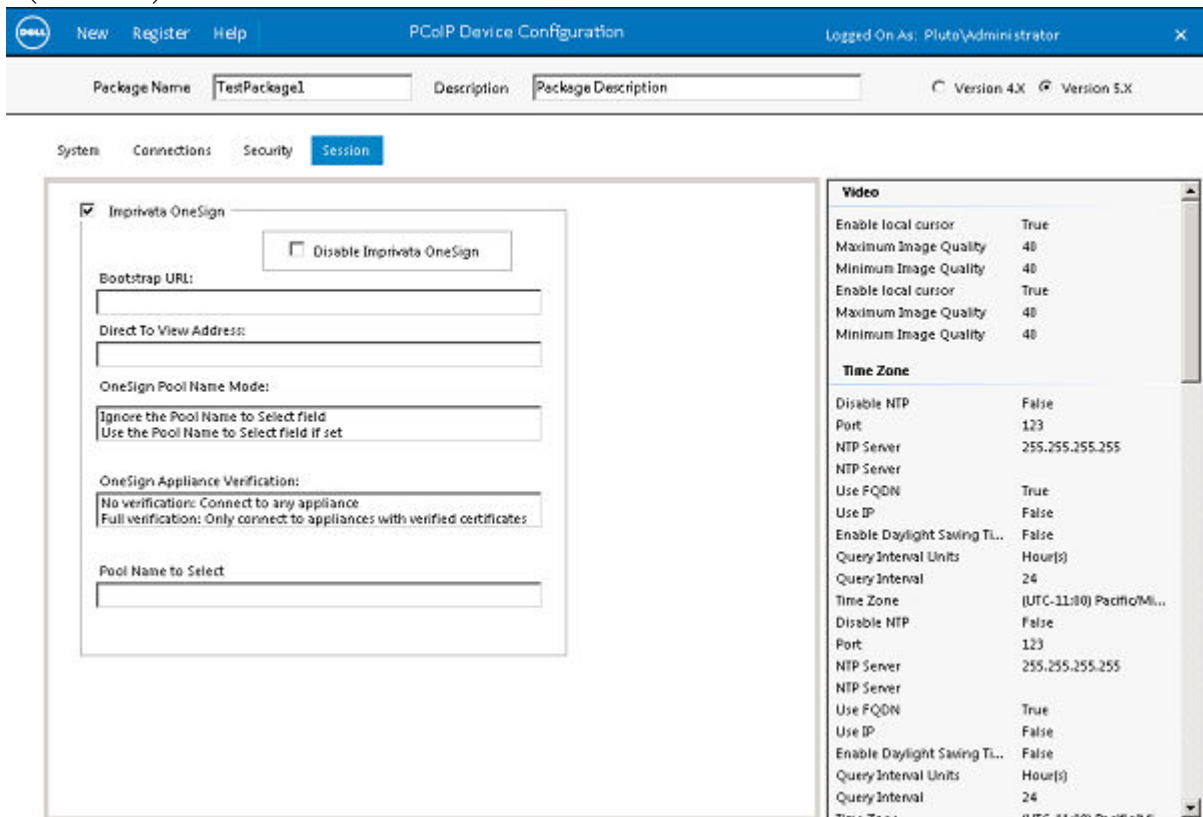 DELL New Register Help PCoIP Device Configuration Logged On As: Pluto\Administrator ×
Package Name TestPackage1 Description Package Description Version 4.X Version 5.X
System Connections Security Session
Imprivata OneSign
Disable Imprivata OneSign
Bootstrap URL:
Direct To View Address:
OneSign Pool Name Mode:
Ignore the Pool Name to Select field
Use the Pool Name to Select field if set
OneSign Appliance Verification:
No verification: Connect to any appliance
Full verification: Only connect to appliances with verified certificates
Pool Name to Select
Video
Enable local cursor True
Maximum Image Quality 40
Minimum Image Quality 40
Enable local cursor True
Maximum Image Quality 40
Minimum Image Quality 40
Time Zone
Disable NTP False
Port 123
NTP Server 255.255.255.255
NTP Server
Use FQDN True
Use IP False
Enable Daylight Saving Ti... False
Query Interval Units Hour(s)
Query Interval 24
Time Zone (UTC-11:00) Pacific/Mi...
Disable NTP False
Port 123
NTP Server 255.255.255.255
NTP Server
Use FQDN True
Use IP False
Enable Daylight Saving Ti... False
Query Interval Units Hour(s)
Query Interval 24